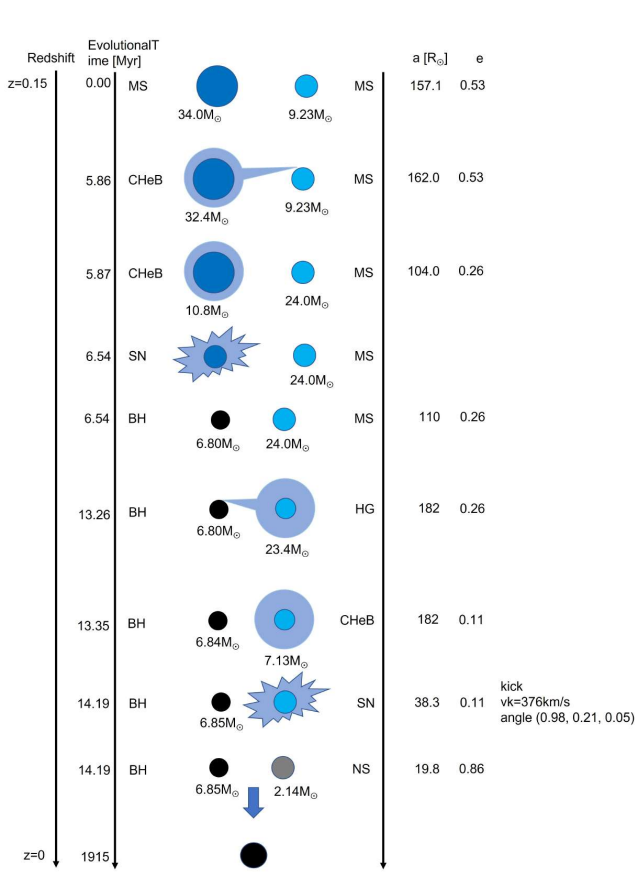 Redshift
EvolutionalT
ime [Myr]
a [R☉] e
z=0.15 0.00 MS MS 157.1 0.53
34.0M☉ 9.23M☉
5.86 CHeB MS 162.0 0.53
32.4M☉ 9.23M☉
5.87 CHeB MS 104.0 0.26
10.8M☉ 24.0M☉
6.54 SN MS
24.0M☉
6.54 BH MS 110 0.26
6.80M☉ 24.0M☉
13.26 BH HG 182 0.26
6.80M☉
23.4M☉
13.35 BH CHeB 182 0.11
6.84M☉
7.13M☉
14.19 BH SN 38.3 0.11
6.85M☉
kick
vk=376km/s
angle (0.98, 0.21, 0.05)
14.19 BH NS 19.8 0.86
6.85M☉ 2.14M☉
z=0 1915